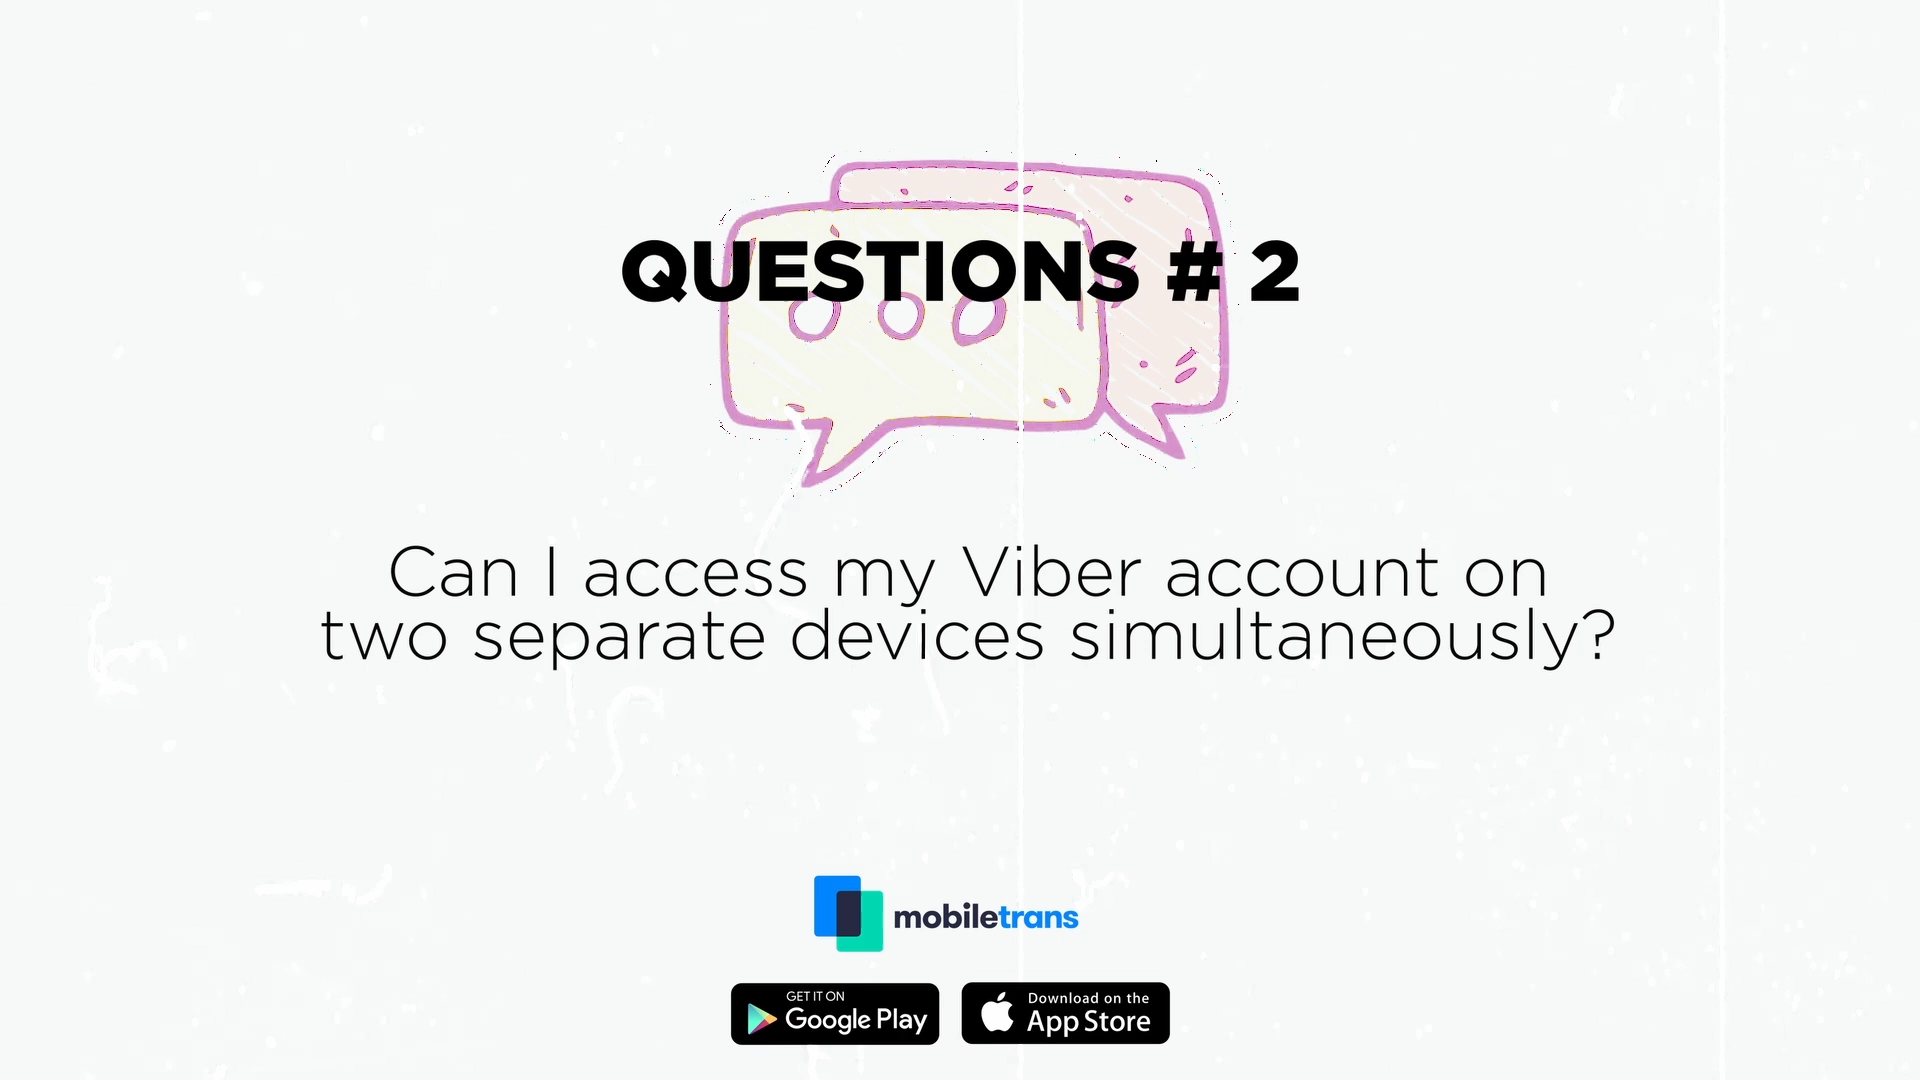 QUESTIONS # 2
Can I access my Viber account on
two separate devices simultaneously?
mobiletrans
GET IT ON
Google Play
Download on the
App Store